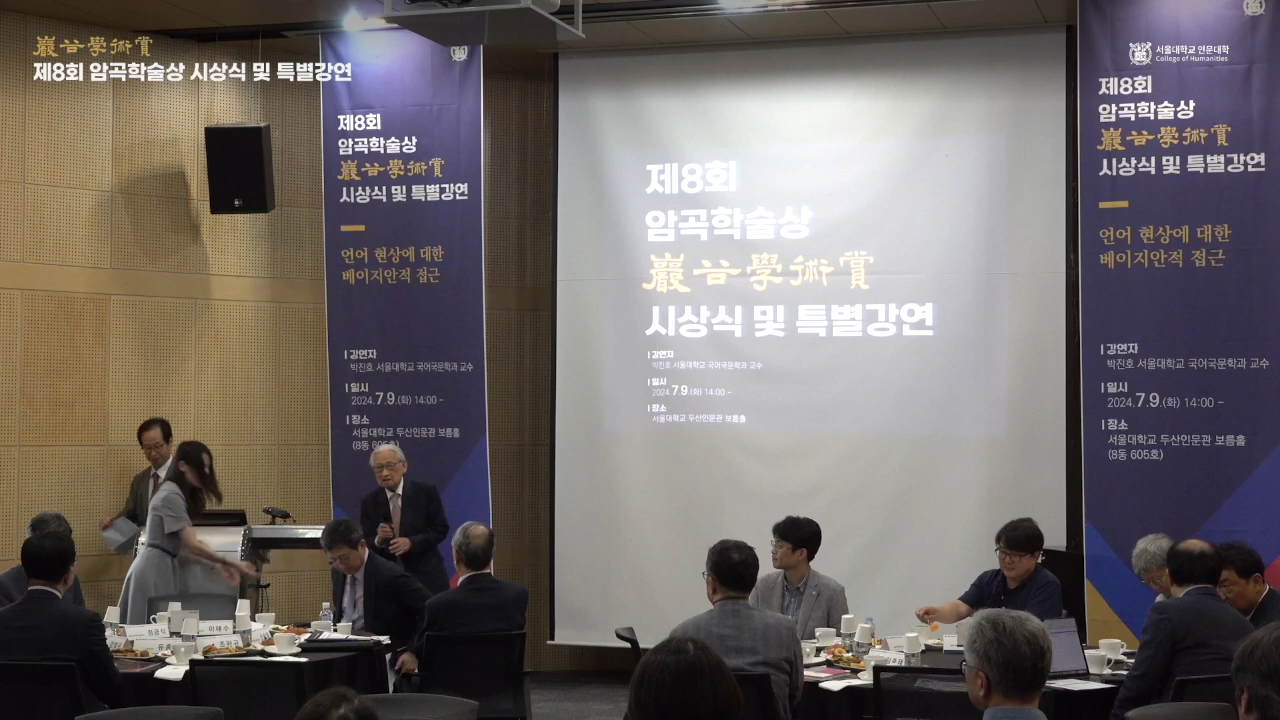 巖谷學術賞
제8회 암곡학술상 시상식 및 특별강연
제8회
암곡학술상
巖谷學術賞
시상식 및 특별강연
언어 현상에 대한
베이지안적 접근
강연자
박진호 서울대학교 국어국문학과 교수
일시
2024.7.9.(화) 14:00 ~
장소
서울대학교 두산인문관 보름홀
(8동 605호)
제8회
암곡학술상
巖谷學術賞
시상식 및 특별강연
강연자
박진호 서울대학교 국어국문학과 교수
일시
2024.7.9.(화) 14:00 ~
장소
서울대학교 두산인문관 보름홀
서울대학교 인문대학
College of Humanities
제8회
암곡학술상
巖谷學術賞
시상식 및 특별강연
언어 현상에 대한
베이지안적 접근
강연자
박진호 서울대학교 국어국문학과 교수
일시
2024.7.9.(화) 14:00 ~
장소
서울대학교 두산인문관 보름홀
(8동 605호)
이해수